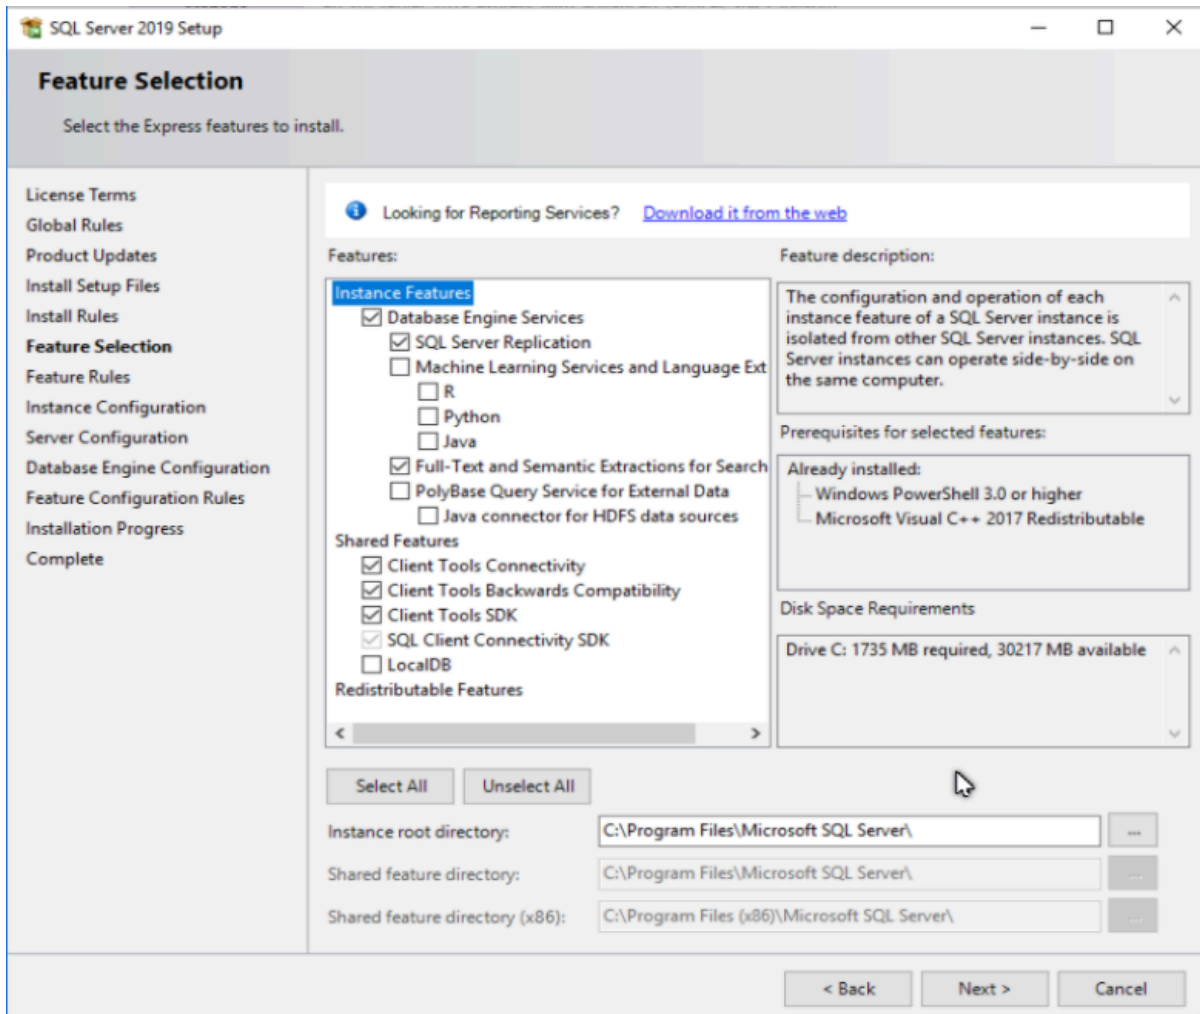 SQL Server 2019 Setup
Feature Selection
Select the Express features to install.
License Terms
Global Rules
Product Updates
Install Setup Files
Install Rules
Feature Selection
Feature Rules
Instance Configuration
Server Configuration
Database Engine Configuration
Feature Configuration Rules
Installation Progress
Complete
Looking for Reporting Services? Download it from the web
Features:
Instance Features
Database Engine Services
SQL Server Replication
Machine Learning Services and Language Ext
R
Python
Java
Full-Text and Semantic Extractions for Search
PolyBase Query Service for External Data
Java connector for HDFS data sources
Shared Features
Client Tools Connectivity
Client Tools Backwards Compatibility
Client Tools SDK
SQL Client Connectivity SDK
LocalDB
Redistributable Features
Feature description:
The configuration and operation of each
instance feature of a SQL Server instance is
isolated from other SQL Server instances. SQL
Server instances can operate side-by-side on
the same computer.
Prerequisites for selected features:
Already installed:
Windows PowerShell 3.0 or higher
Microsoft Visual C++ 2017 Redistributable
Disk Space Requirements
Drive C: 1735 MB required, 30217 MB available
Select All
Unselect All
Instance root directory: C:\Program Files\Microsoft SQL Server\ ...
Shared feature directory: C:\Program Files\Microsoft SQL Server\ ...
Shared feature directory (x86): C:\Program Files (x86)\Microsoft SQL Server\ ...
< Back
Next >
Cancel